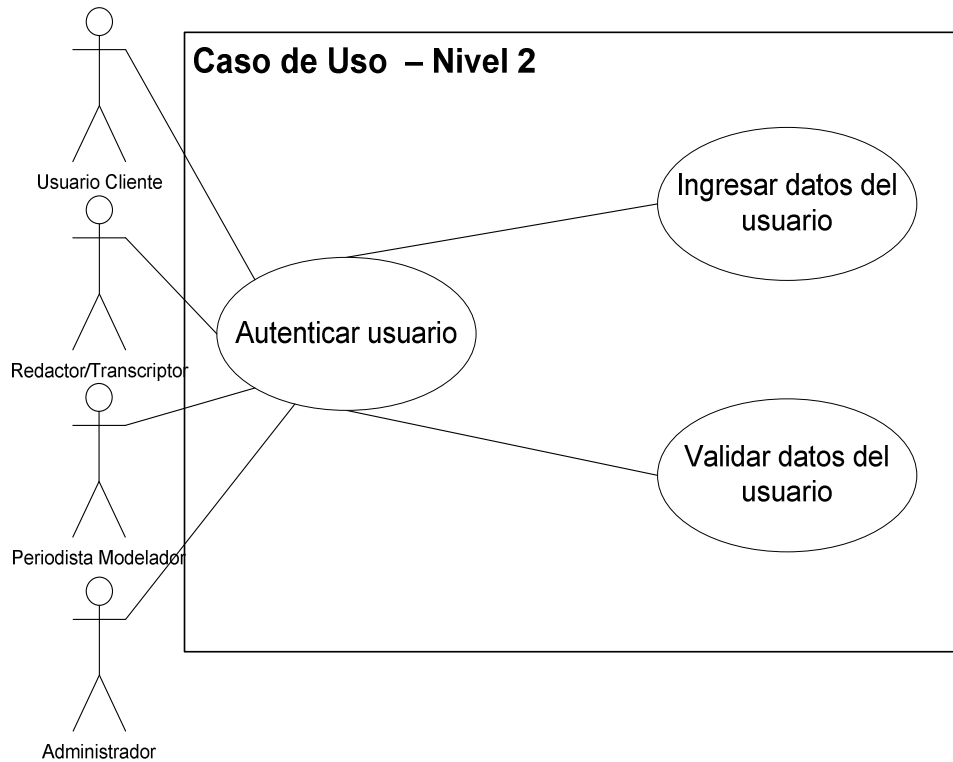 Caso de Uso – Nivel 2
Usuario Cliente
Ingresar datos del
usuario
Autenticar usuario
Redactor/Transcriptor
Validar datos del
usuario
Periodista Modelador
Administrador